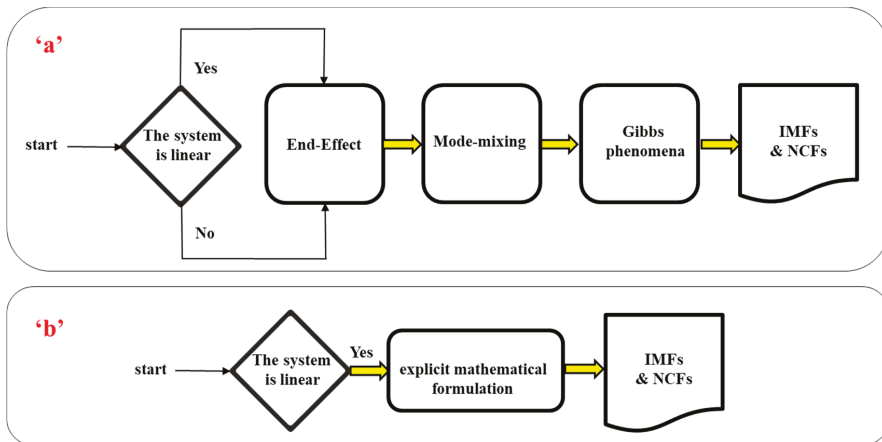 ‘a’
Yes
start
The system
is linear
End-Effect
Mode-mixing
Gibbs
phenomena
IMFs
& NCFs
No
‘b’
start
The system
is linear
Yes
explicit mathematical
formulation
IMFs
& NCFs